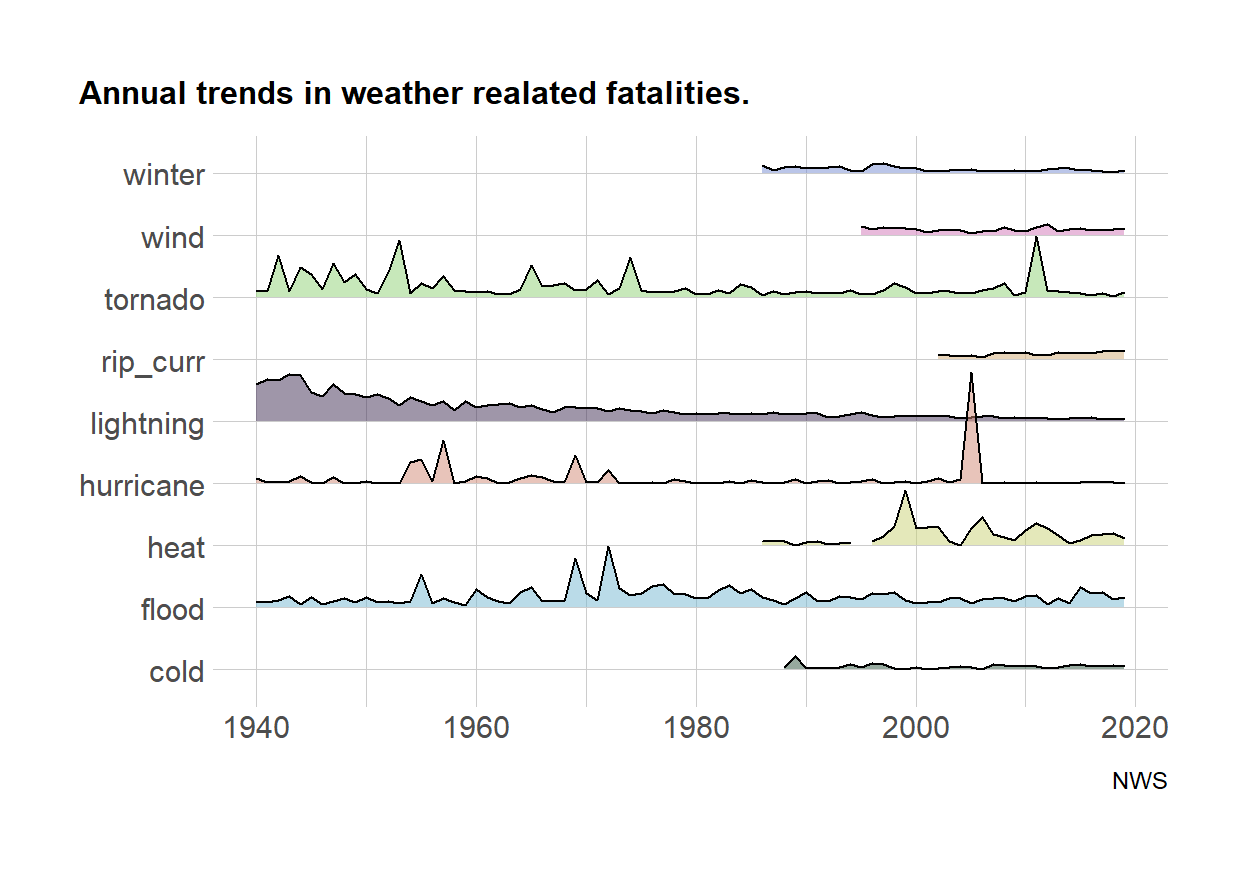 Annual trends in weather realated fatalities.
winter
wind
tornado
rip_curr
lightning
hurricane
heat
flood
cold
1940 1960 1980 2000 2020
NWS